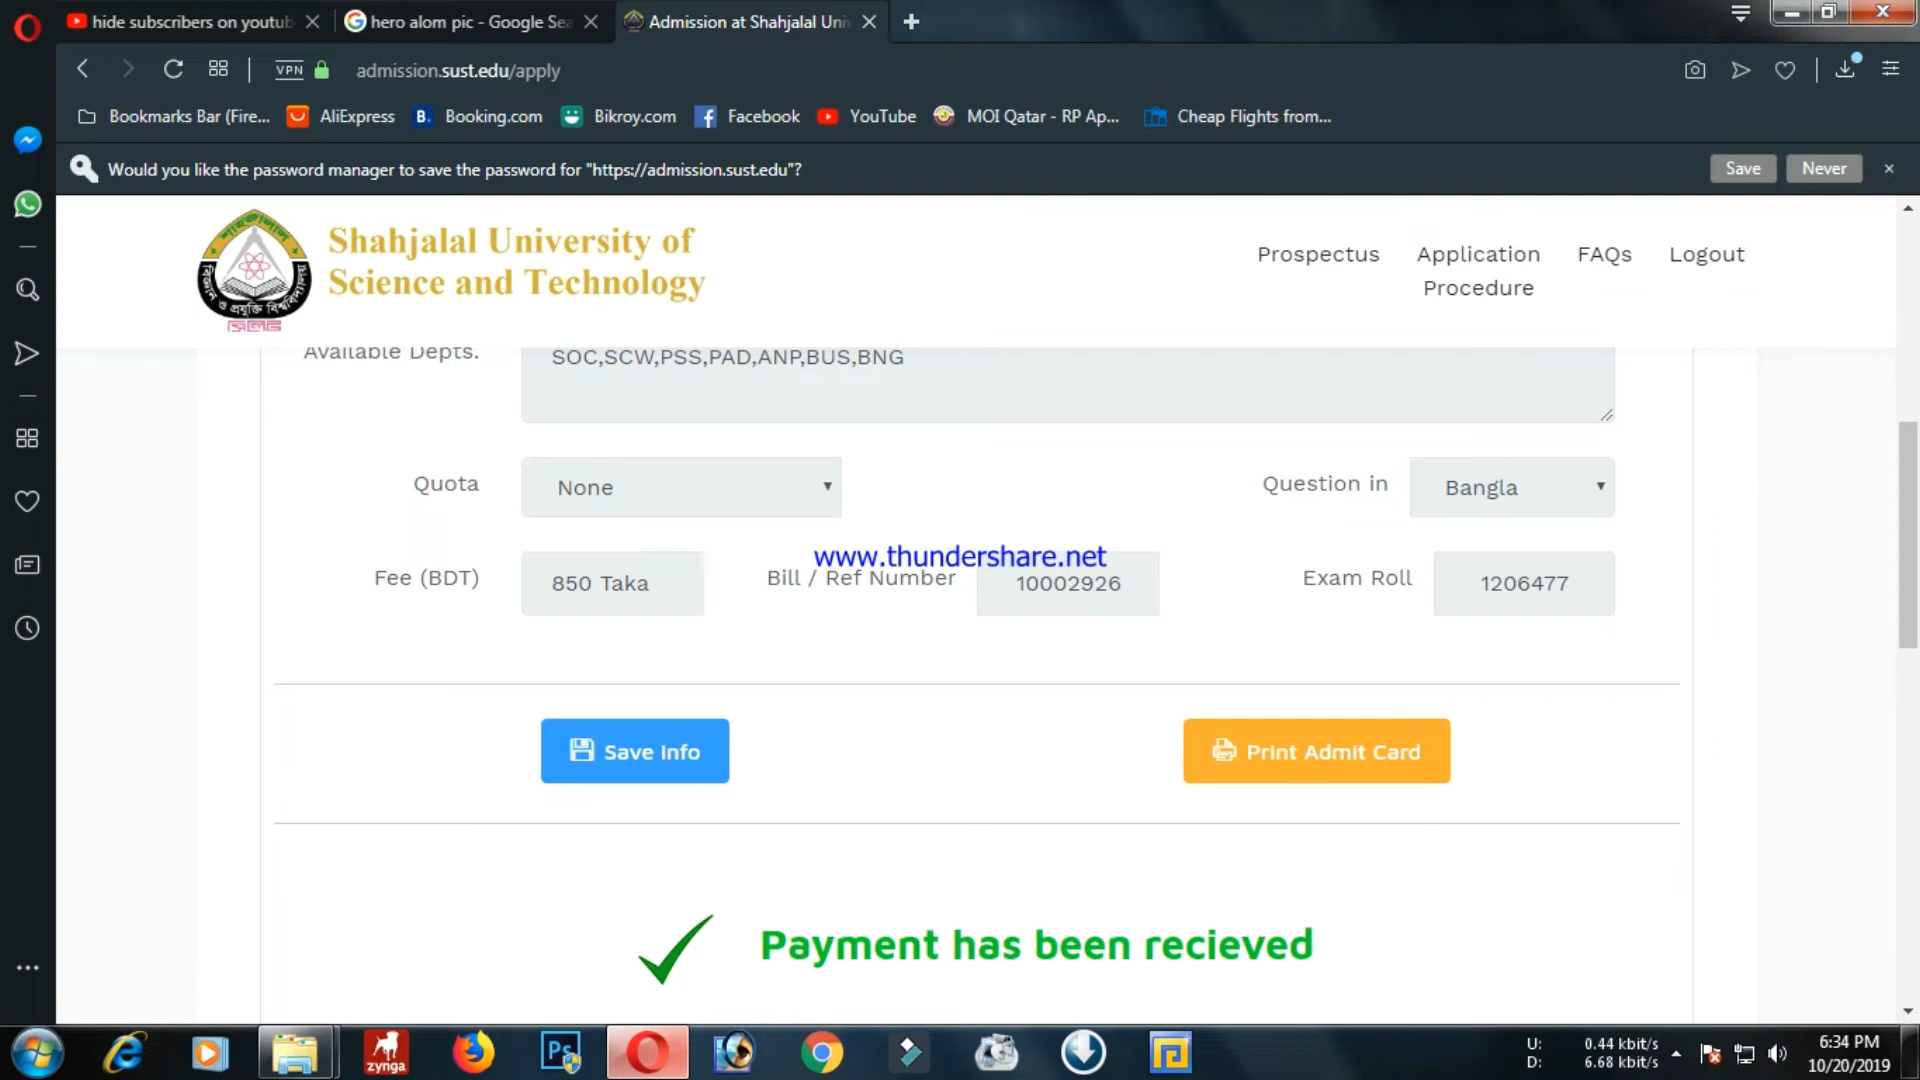 hide subscribers on youtub
hero alom pic - Google Sea
Admission at Shahjalal Uni
VPN
admission.sust.edu/apply
Bookmarks Bar (Fire...
AliExpress
B.
Booking.com
Bikroy.com
Facebook
YouTube
MOI Qatar - RP Ap...
Cheap Flights from...
Would you like the password manager to save the password for "https://admission.sust.edu"?
Save
Never
Shahjalal University of
Science and Technology
Prospectus
Application
Procedure
FAQs
Logout
Available Depts.
SOC,SCW,PSS,PAD,ANP,BUS,BNG
Quota
None
Question in
Bangla
www.thundershare.net
Fee (BDT)
850 Taka
Bill / Ref Number
10002926
Exam Roll
1206477
Save Info
Print Admit Card
Payment has been recieved
zynga
Ps
U: 0.44 kbit/s
D: 6.68 kbit/s
6:34 PM
10/20/2019